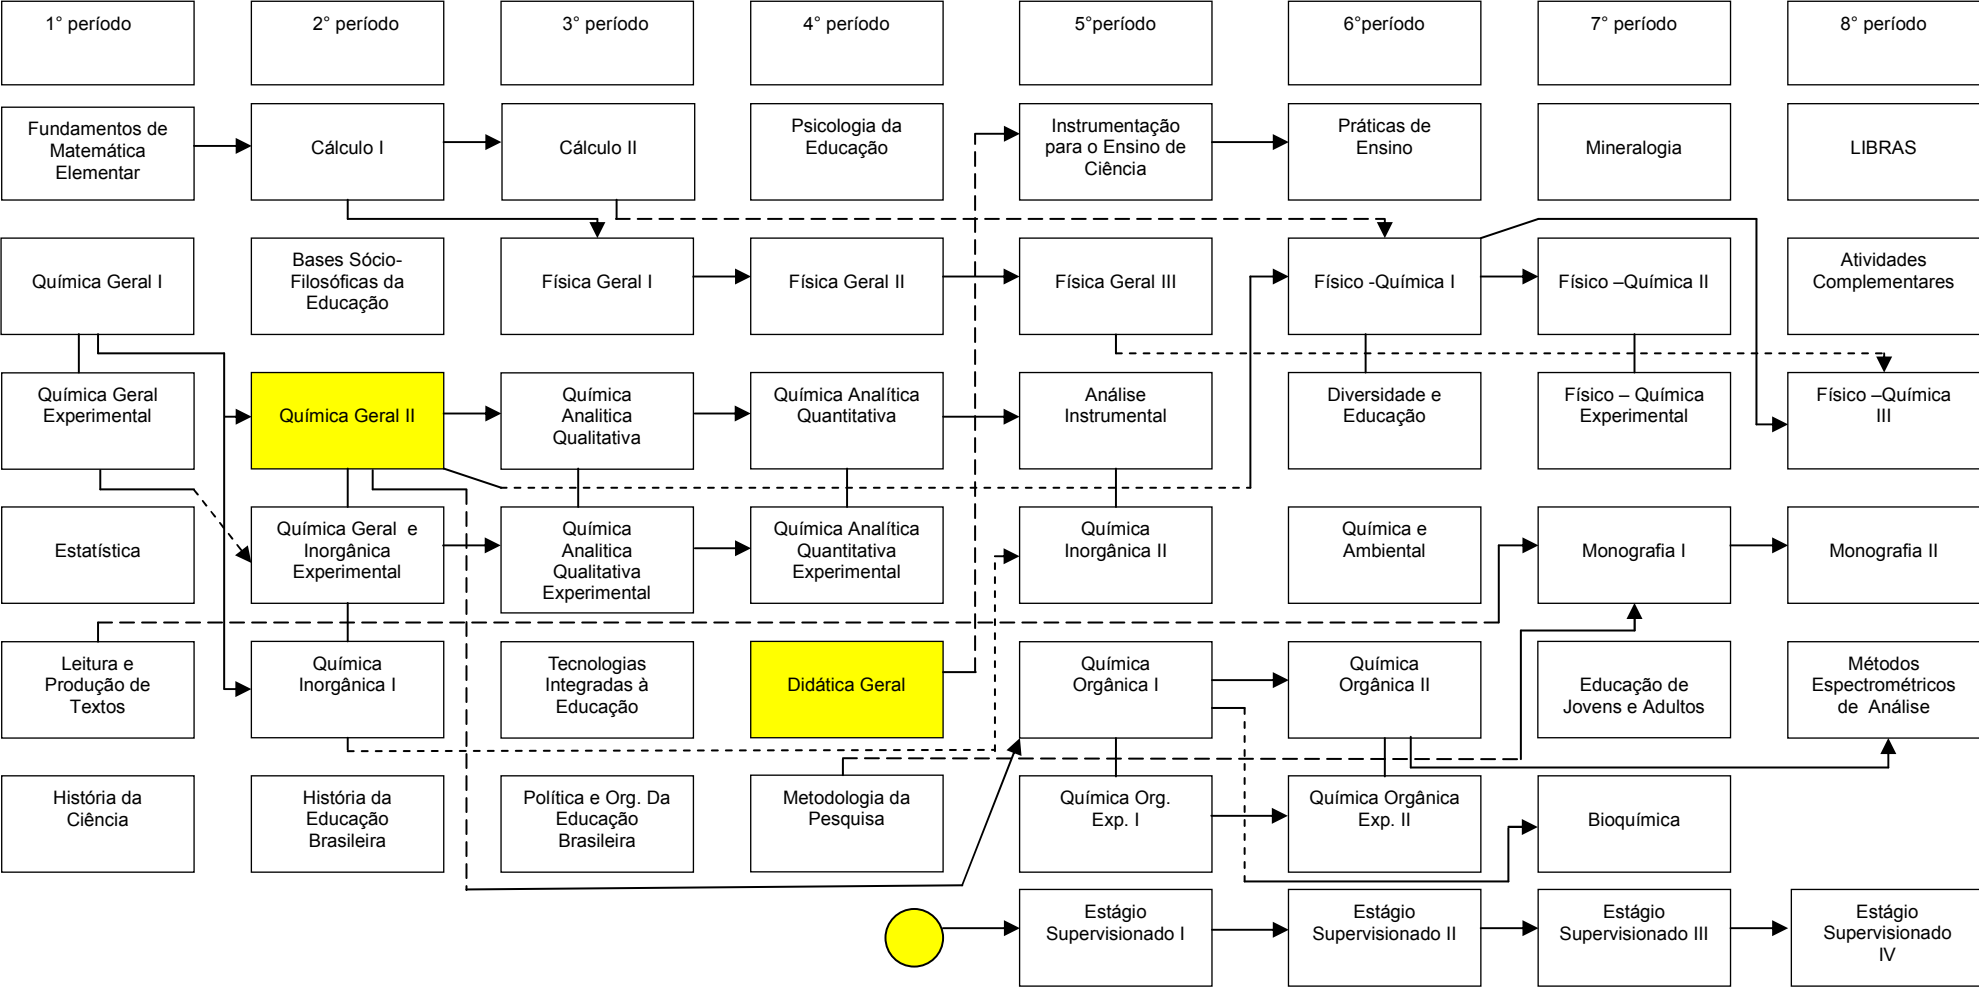 1° período
2° período
3° período
4° período
5°período
6°período
7° período
8° período
Fundamentos de
Matemática
Elementar
Cálculo I
Cálculo II
Psicologia da
Educação
Instrumentação
para o Ensino de
Ciência
Práticas de
Ensino
Mineralogia
LIBRAS
Química Geral I
Bases Sócio-
Filosóficas da
Educação
Física Geral I
Física Geral II
Física Geral III
Físico -Química I
Físico –Química II
Atividades
Complementares
Química Geral
Experimental
Química Geral II
Química
Analitica
Qualitativa
Química Analítica
Quantitativa
Análise
Instrumental
Diversidade e
Educação
Físico – Química
Experimental
Físico –Química
III
Estatística
Química Geral e
Inorgânica
Experimental
Química
Analitica
Qualitativa
Experimental
Química Analítica
Quantitativa
Experimental
Química
Inorgânica II
Química e
Ambiental
Monografia I
Monografia II
Leitura e
Produção de
Textos
Química
Inorgânica I
Tecnologias
Integradas à
Educação
Didática Geral
Química
Orgânica I
Química
Orgânica II
Educação de
Jovens e Adultos
Métodos
Espectrométricos
de Análise
História da
Ciência
História da
Educação
Brasileira
Política e Org. Da
Educação
Brasileira
Metodologia da
Pesquisa
Química Org.
Exp. I
Química Orgânica
Exp. II
Bioquímica
Estágio
Supervisionado I
Estágio
Supervisionado II
Estágio
Supervisionado III
Estágio
Supervisionado
IV